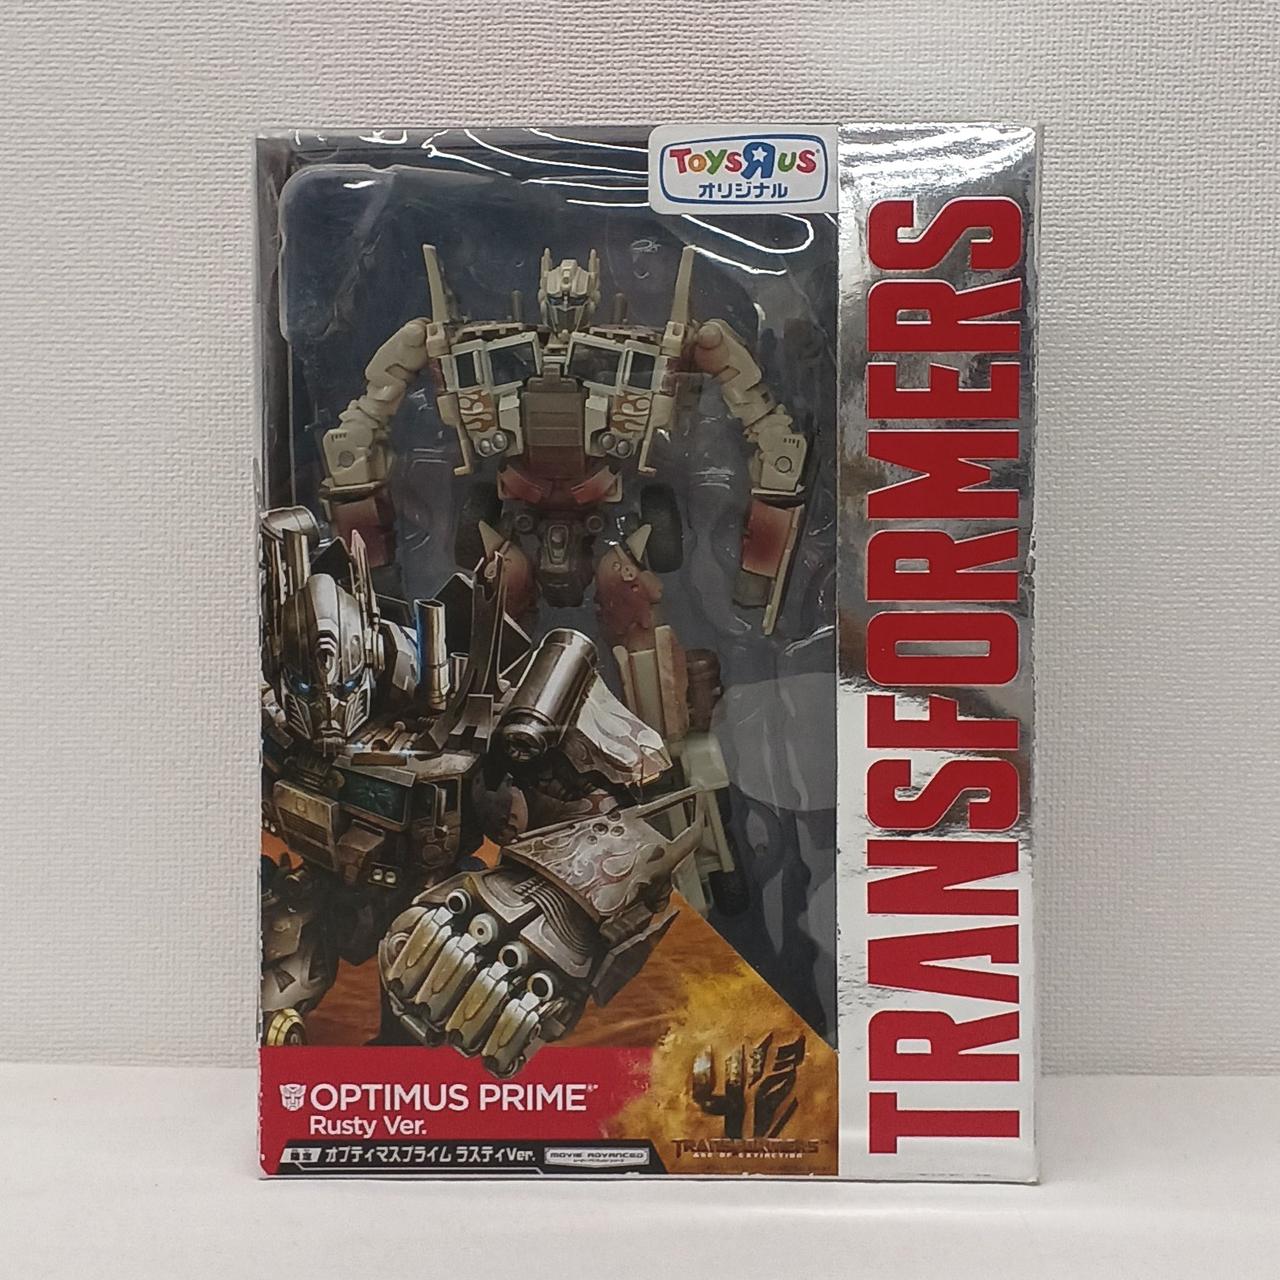 TOYSЯUS
オリジナル
TRANSFORMERS
OPTIMUS PRIME
Rusty Ver.
オプティマスプライム ラスティVer.
MOVIE ADVANCED
TRANSFORMERS
AGE OF EXTINCTION